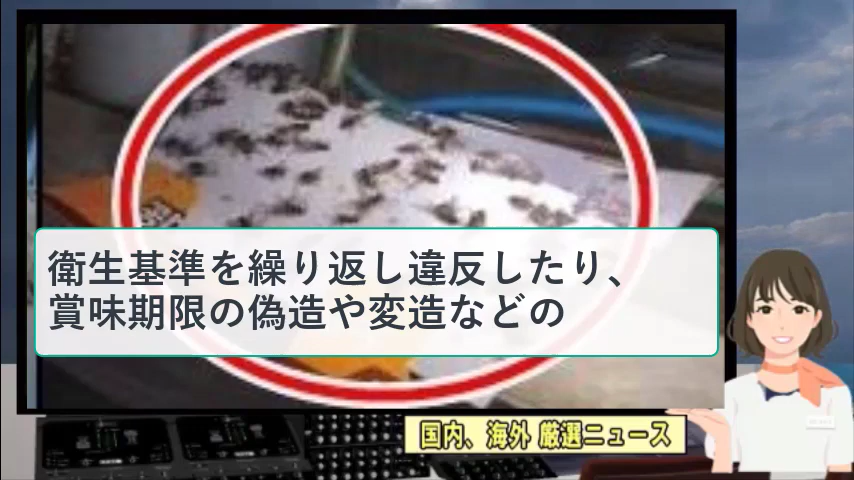 衛生基準を繰り返し違反したり、
賞味期限の偽造や変造などの
国内、海外 厳選ニュース